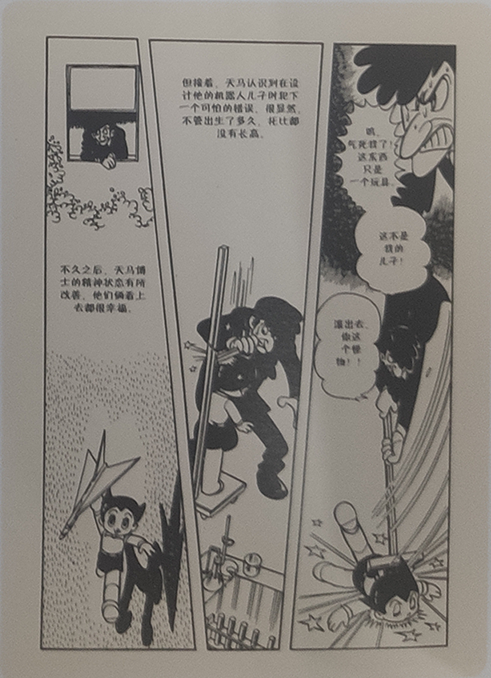 不久之后，天马博
士的精神状态有所
改善，他们俩看上
去都很幸福。
但接着，天马认识到在设
计他的机器人儿子时犯下
一个可怕的错误。很显然，
不管出生了多久，托比都
没有长高。
哦，
气死我了！
这东西
只是
一个玩具。
这不是
我的
儿子！
滚出去，
你这
个怪
物！！